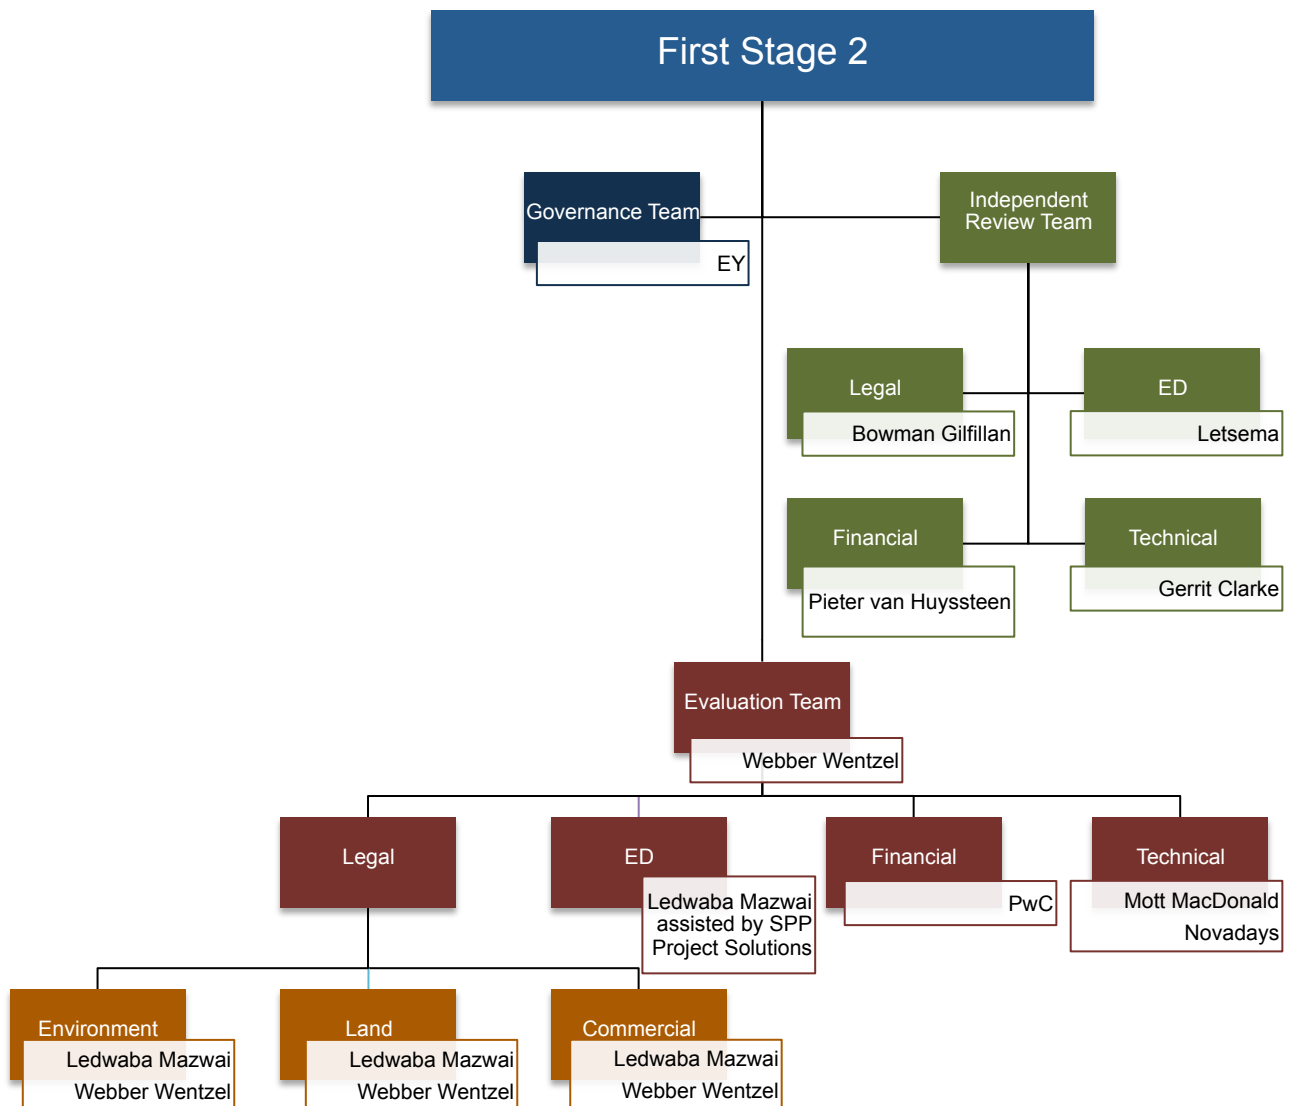 First Stage 2
Governance Team
EY
Independent
Review Team
Legal
Bowman Gilfillan
ED
Letsema
Financial
Pieter van Huyssteen
Technical
Gerrit Clarke
Evaluation Team
Webber Wentzel
Legal
ED
Ledwaba Mazwai
assisted by SPP
Project Solutions
Financial
PwC
Technical
Mott MacDonald
Novadays
Environment
Ledwaba Mazwai
Webber Wentzel
Land
Ledwaba Mazwai
Webber Wentzel
Commercial
Ledwaba Mazwai
Webber Wentzel